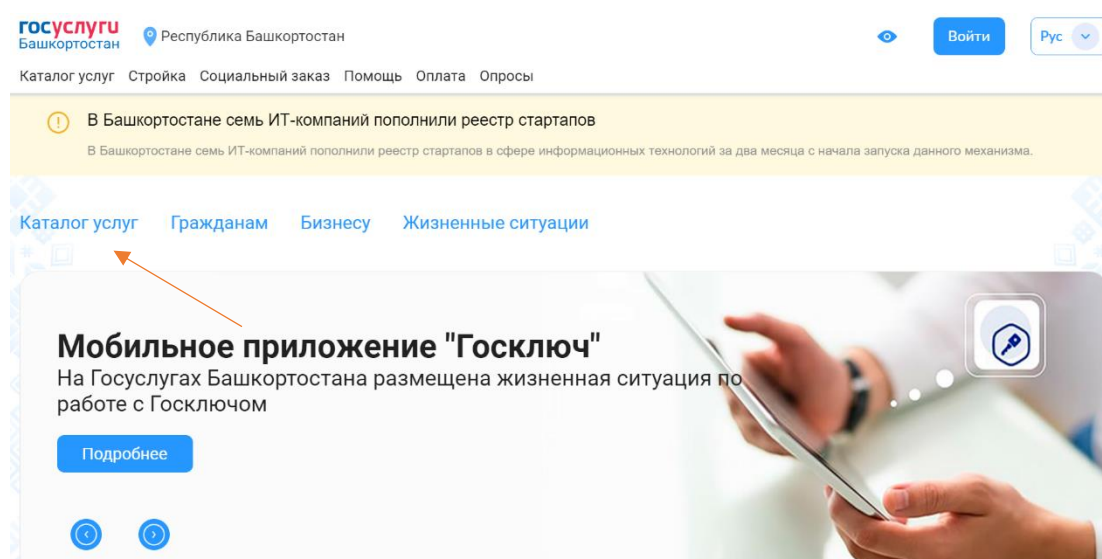 госуслуги
Башкортостан
Республика Башкортостан
Войти
Рус
Каталог услуг Стройка Социальный заказ Помощь Оплата Опросы
В Башкортостане семь ИТ-компаний пополнили реестр стартапов
В Башкортостане семь ИТ-компаний пополнили реестр стартапов в сфере информационных технологий за два месяца с начала запуска данного механизма.
Каталог услуг Гражданам Бизнесу Жизненные ситуации
Мобильное приложение "Госключ"
На Госуслугах Башкортостана размещена жизненная ситуация по
работе с Госключом
Подробнее